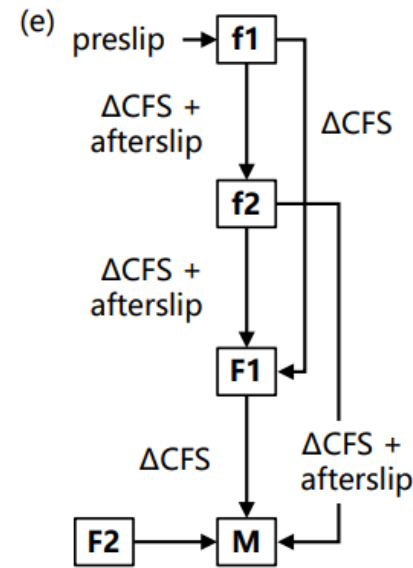 (e)
preslip
f1
ΔCFS +
afterslip
ΔCFS
f2
ΔCFS +
afterslip
F1
ΔCFS
ΔCFS +
afterslip
F2
M